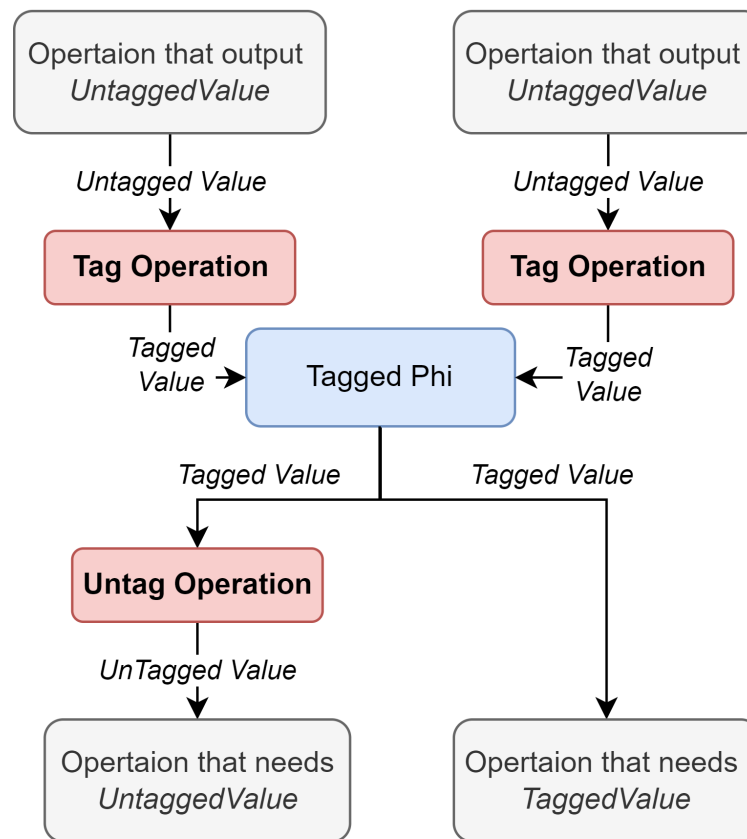 Opertaion that output
UntaggedValue
Opertaion that output
UntaggedValue
Untagged Value
Untagged Value
Tag Operation
Tag Operation
Tagged
Value
Tagged Phi
Tagged
Value
Tagged Value
Tagged Value
Untag Operation
UnTagged Value
Opertaion that needs
UntaggedValue
Opertaion that needs
TaggedValue